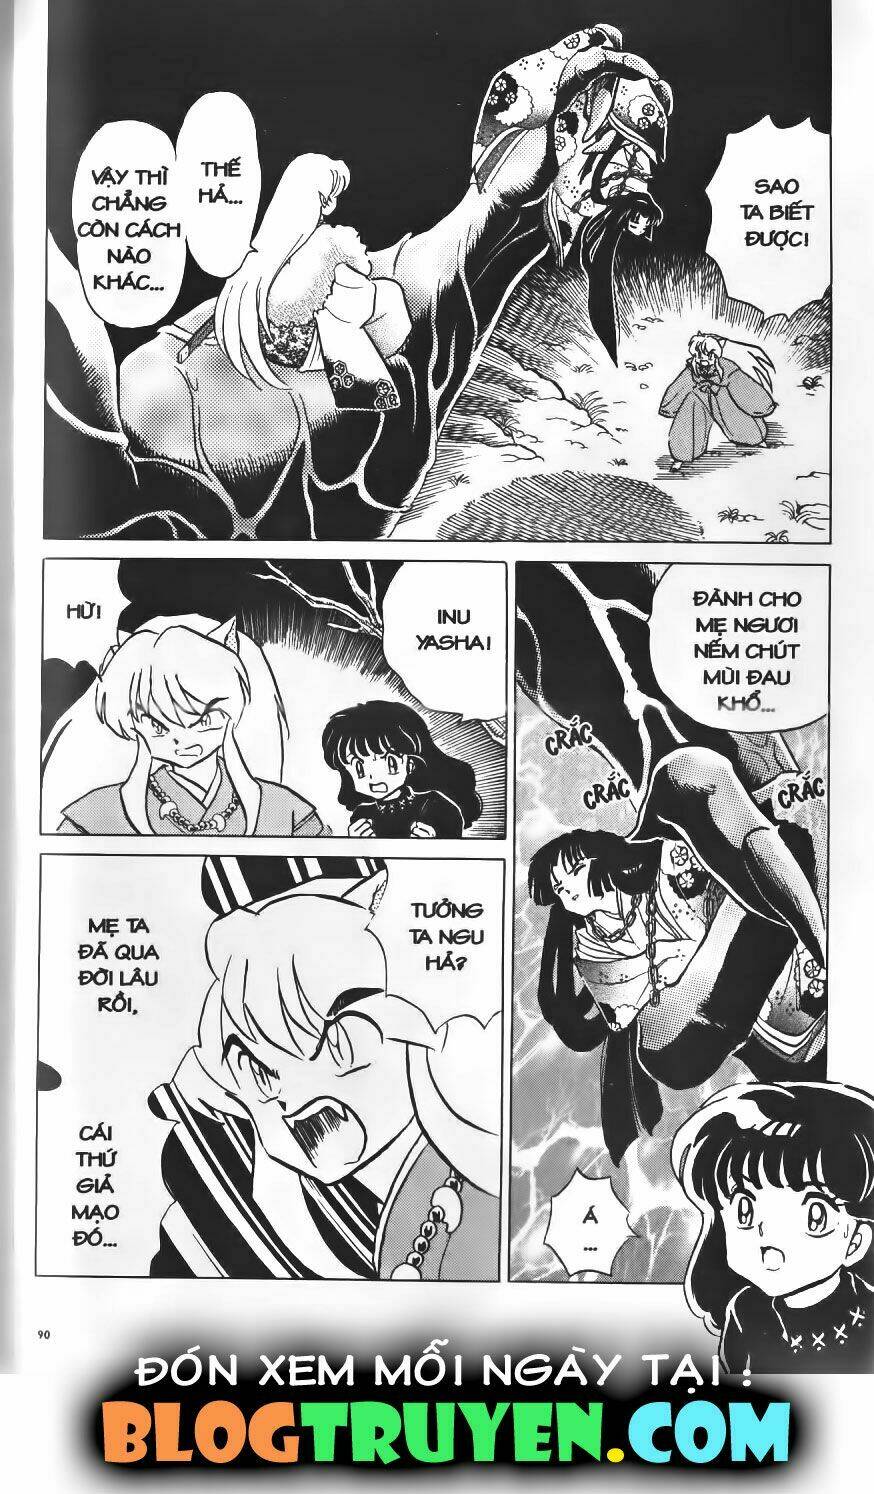 SAO
TA BIẾT
ĐƯỢC!
THẾ
HẢ...
VẬY THÌ
CHẲNG
CÒN CÁCH
NÀO
KHÁC...
ĐÀNH CHO
MẸ NGƯƠI
NẾM CHÚT
MÙI ĐAU
KHỔ...
CRẮC
CRẮC
CRẮC
Á
...
INU
YASHA!
HỪ!
TƯỞNG
TA NGU
HẢ?
MẸ TA
ĐÃ QUA
ĐỜI LÂU
RỒI,
CÁI
THỨ
GIẢ
MẠO
ĐÓ...
90
ĐÓN XEM MỖI NGÀY TẠI :
BLOGTRUYEN.COM